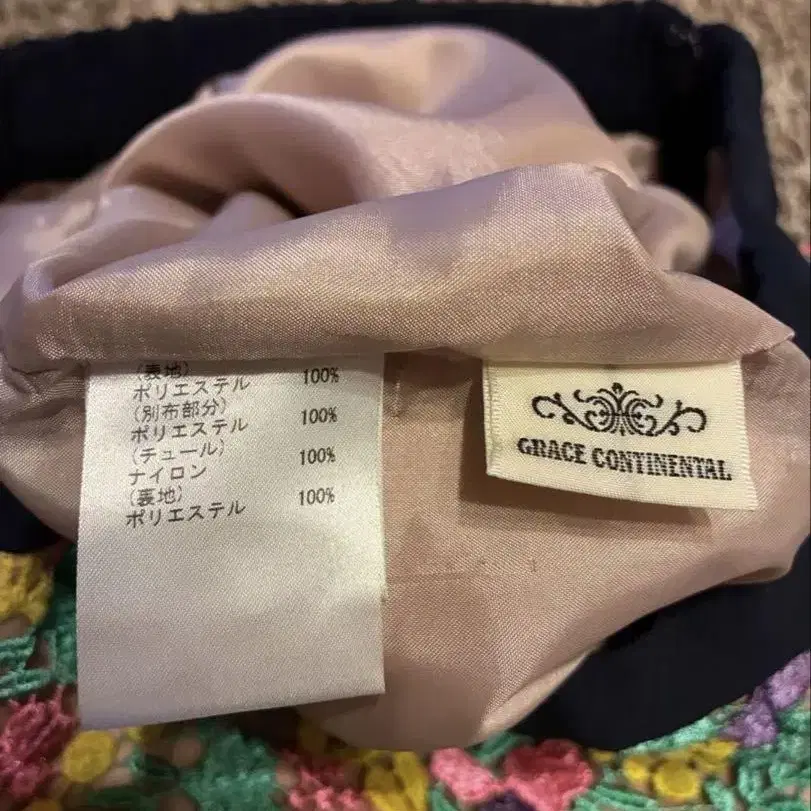 (表地)
ポリエステル 100%
(別布部分)
ポリエステル 100%
(チュール)
ナイロン 100%
(裏地)
ポリエステル 100%
GRACE CONTINENTAL